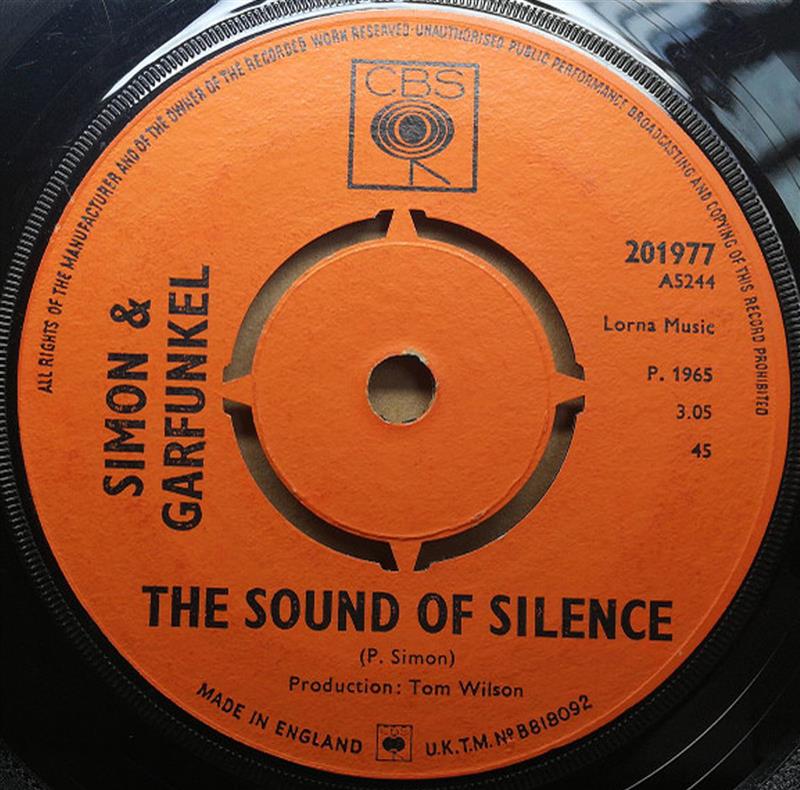 ALL RIGHTS OF THE MANUFACTURER AND OF THE OWNER OF THE RECORDED WORK RESERVED·UNAUTHORISED PUBLIC PERFORMANCE BROADCASTING AND COPYING OF THIS RECORD PROHIBITED
CBS
201977
A5244
Lorna Music
P. 1965
3.05
45
SIMON &
GARFUNKEL
THE SOUND OF SILENCE
(P. Simon)
Production: Tom Wilson
MADE IN ENGLAND CBS U.K.T.M. Nº B818092